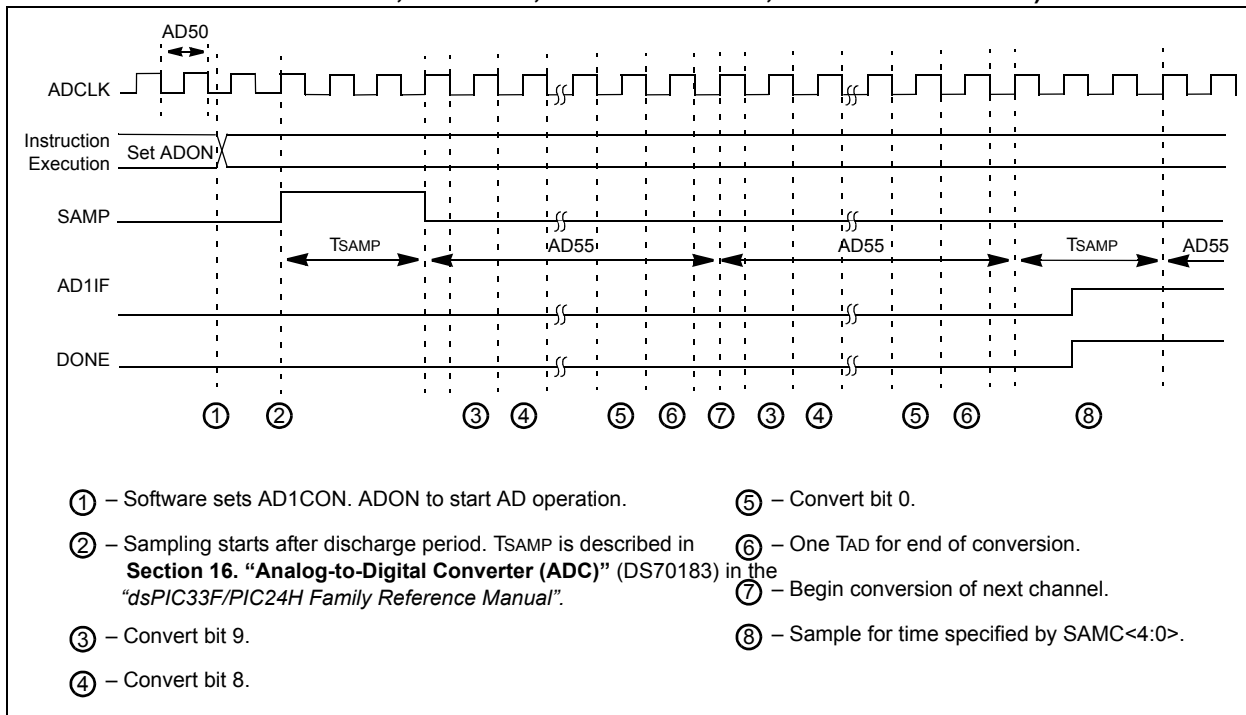 AD50
ADCLK
Instruction
Execution
Set ADON
SAMP
TSAMP
AD55
AD55
TSAMP
AD55
AD1IF
DONE
1 2 3 4 5 6 7 3 4 5 6 8
1 – Software sets AD1CON. ADON to start AD operation.
2 – Sampling starts after discharge period. TSAMP is described in
Section 16. “Analog-to-Digital Converter (ADC)” (DS70183) in the
“dsPIC33F/PIC24H Family Reference Manual”.
3 – Convert bit 9.
4 – Convert bit 8.
5 – Convert bit 0.
6 – One TAD for end of conversion.
7 – Begin conversion of next channel.
8 – Sample for time specified by SAMC<4:0>.